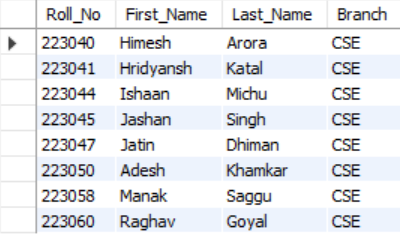 Roll_No First_Name Last_Name Branch
223040 Himesh Arora CSE
223041 Hridyansh Katal CSE
223044 Ishaan Michu CSE
223045 Jashan Singh CSE
223047 Jatin Dhiman CSE
223050 Adesh Khamkar CSE
223058 Manak Saggu CSE
223060 Raghav Goyal CSE